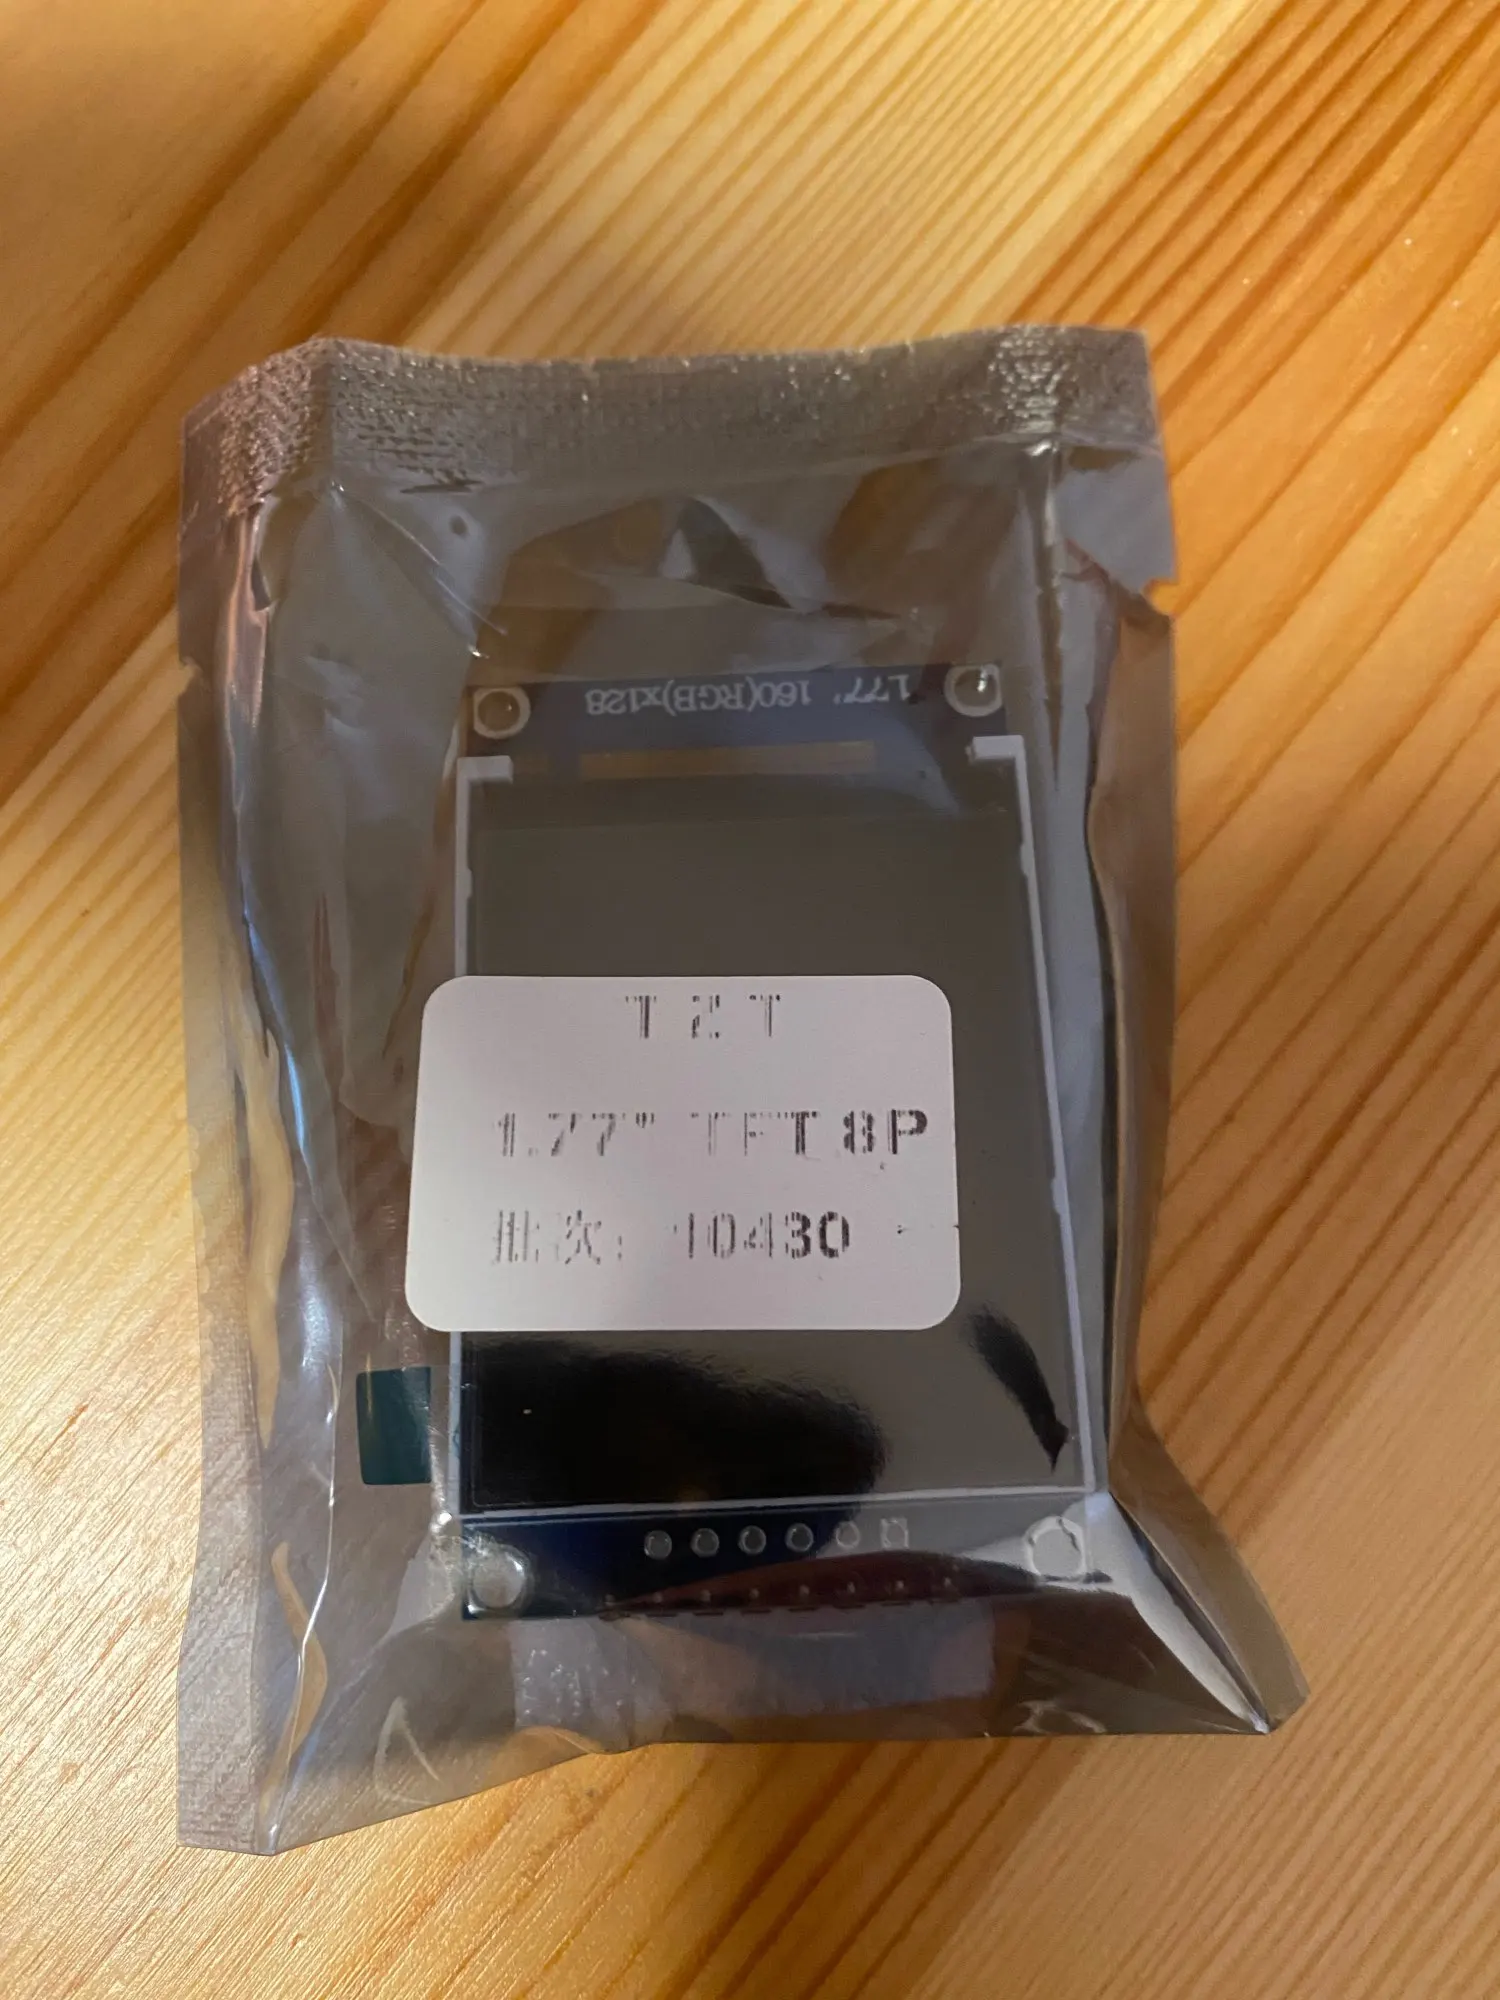 1.77' 160(RGB)x128
TZT
1.77" TFT 8P
批次: 10430